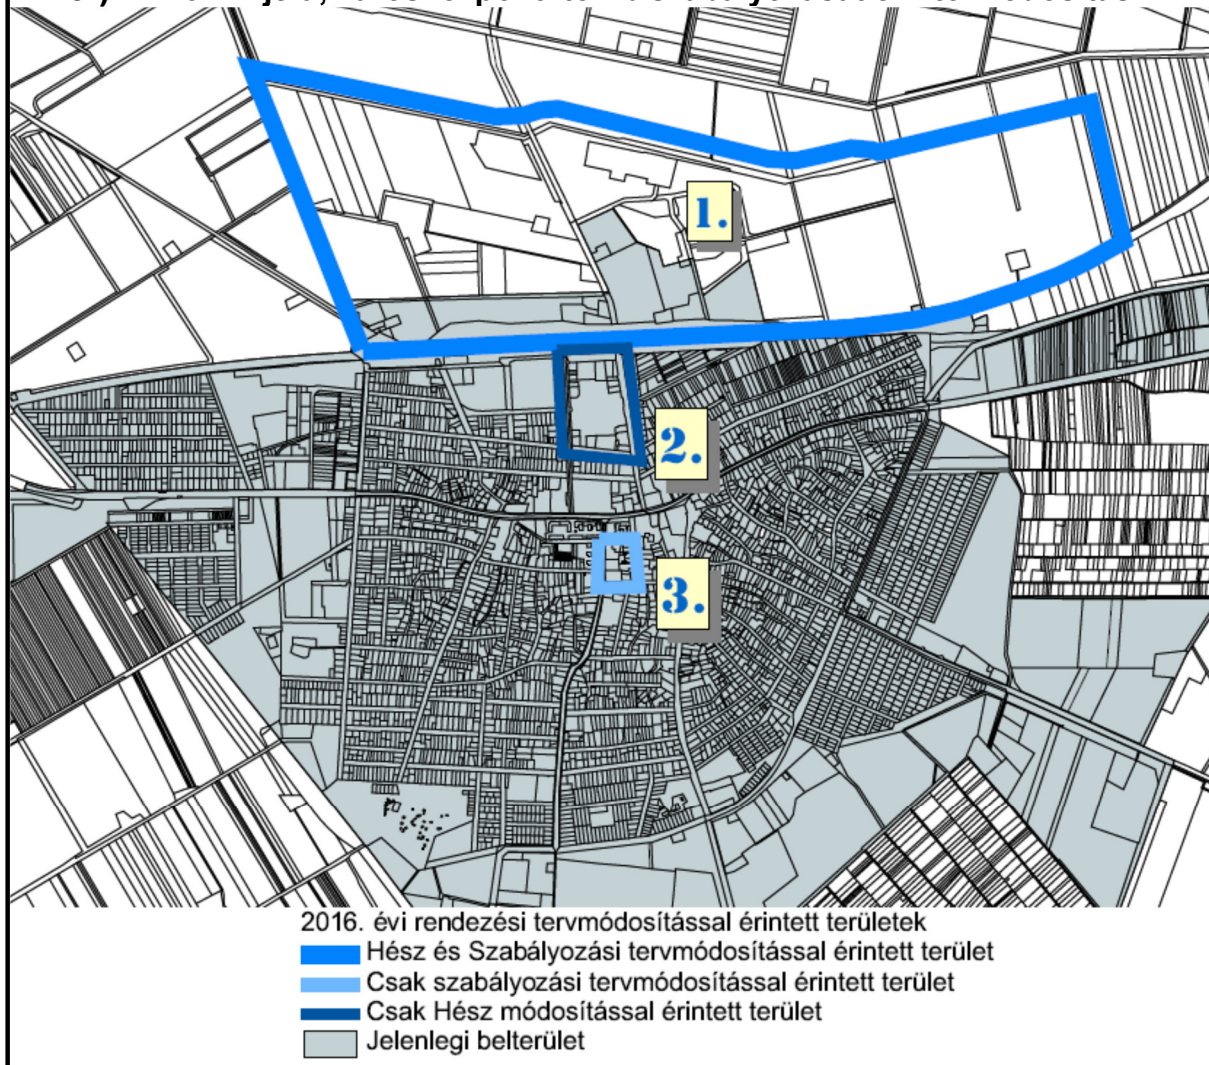 1.
2.
3.
2016. évi rendezési tervmódosítással érintett területek
Hész és Szabályozási tervmódosítással érintett terület
Csak szabályozási tervmódosítással érintett terület
Csak Hész módosítással érintett terület
Jelenlegi belterület